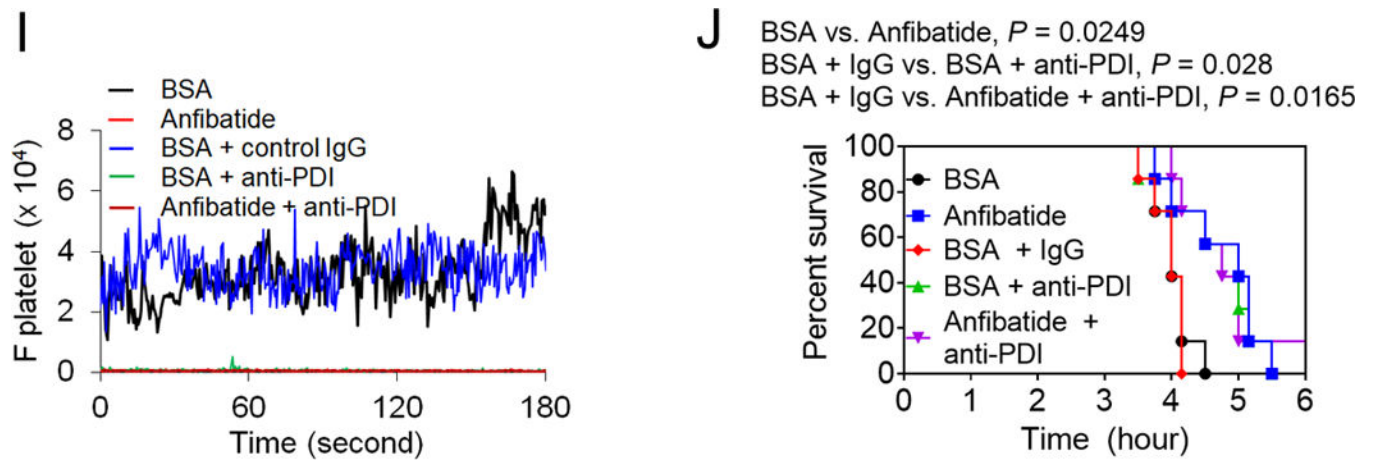 I
BSA
Anfibatide
BSA + control IgG
BSA + anti-PDI
Anfibatide + anti-PDI
F platelet (x 10⁴)
8
6
4
2
0
0 60 120 180
Time (second)
J
BSA vs. Anfibatide, P = 0.0249
BSA + IgG vs. BSA + anti-PDI, P = 0.028
BSA + IgG vs. Anfibatide + anti-PDI, P = 0.0165
Percent survival
100
80
60
40
20
0
BSA
Anfibatide
BSA + IgG
BSA + anti-PDI
Anfibatide +
anti-PDI
0 1 2 3 4 5 6
Time (hour)